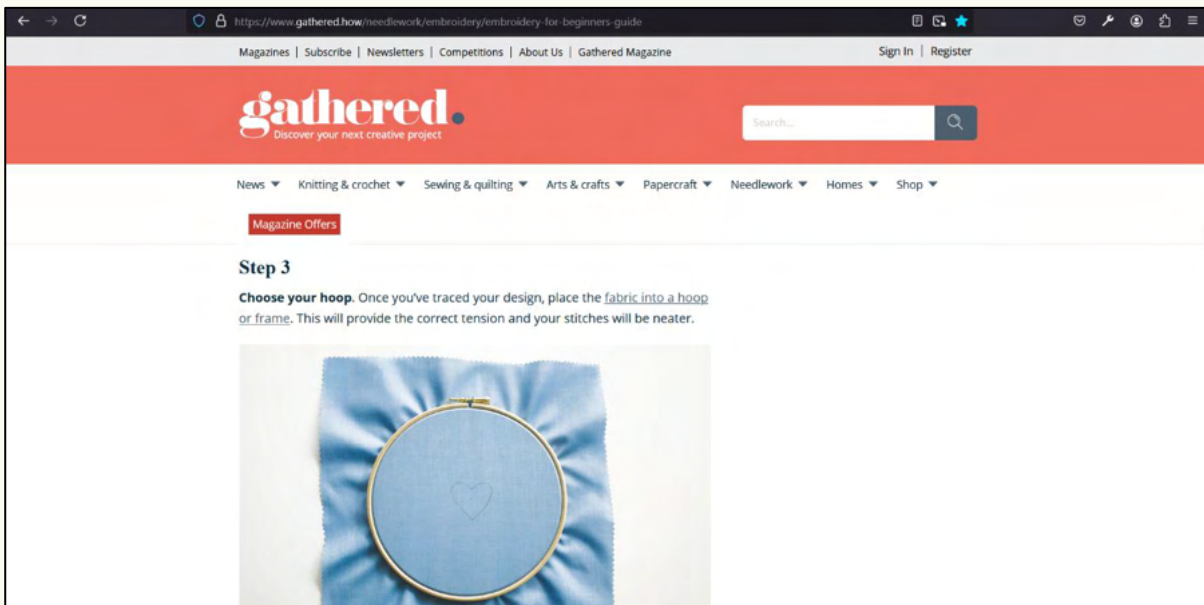 https://www.gathered.how/needlework/embroidery/embroidery-for-beginners-guide
Magazines | Subscribe | Newsletters | Competitions | About Us | Gathered Magazine
Sign In | Register
gathered.
Discover your next creative project
Search...
News Knitting & crochet Sewing & quilting Arts & crafts Papercraft Needlework Homes Shop
Magazine Offers
Step 3
Choose your hoop. Once you've traced your design, place the fabric into a hoop
or frame. This will provide the correct tension and your stitches will be neater.